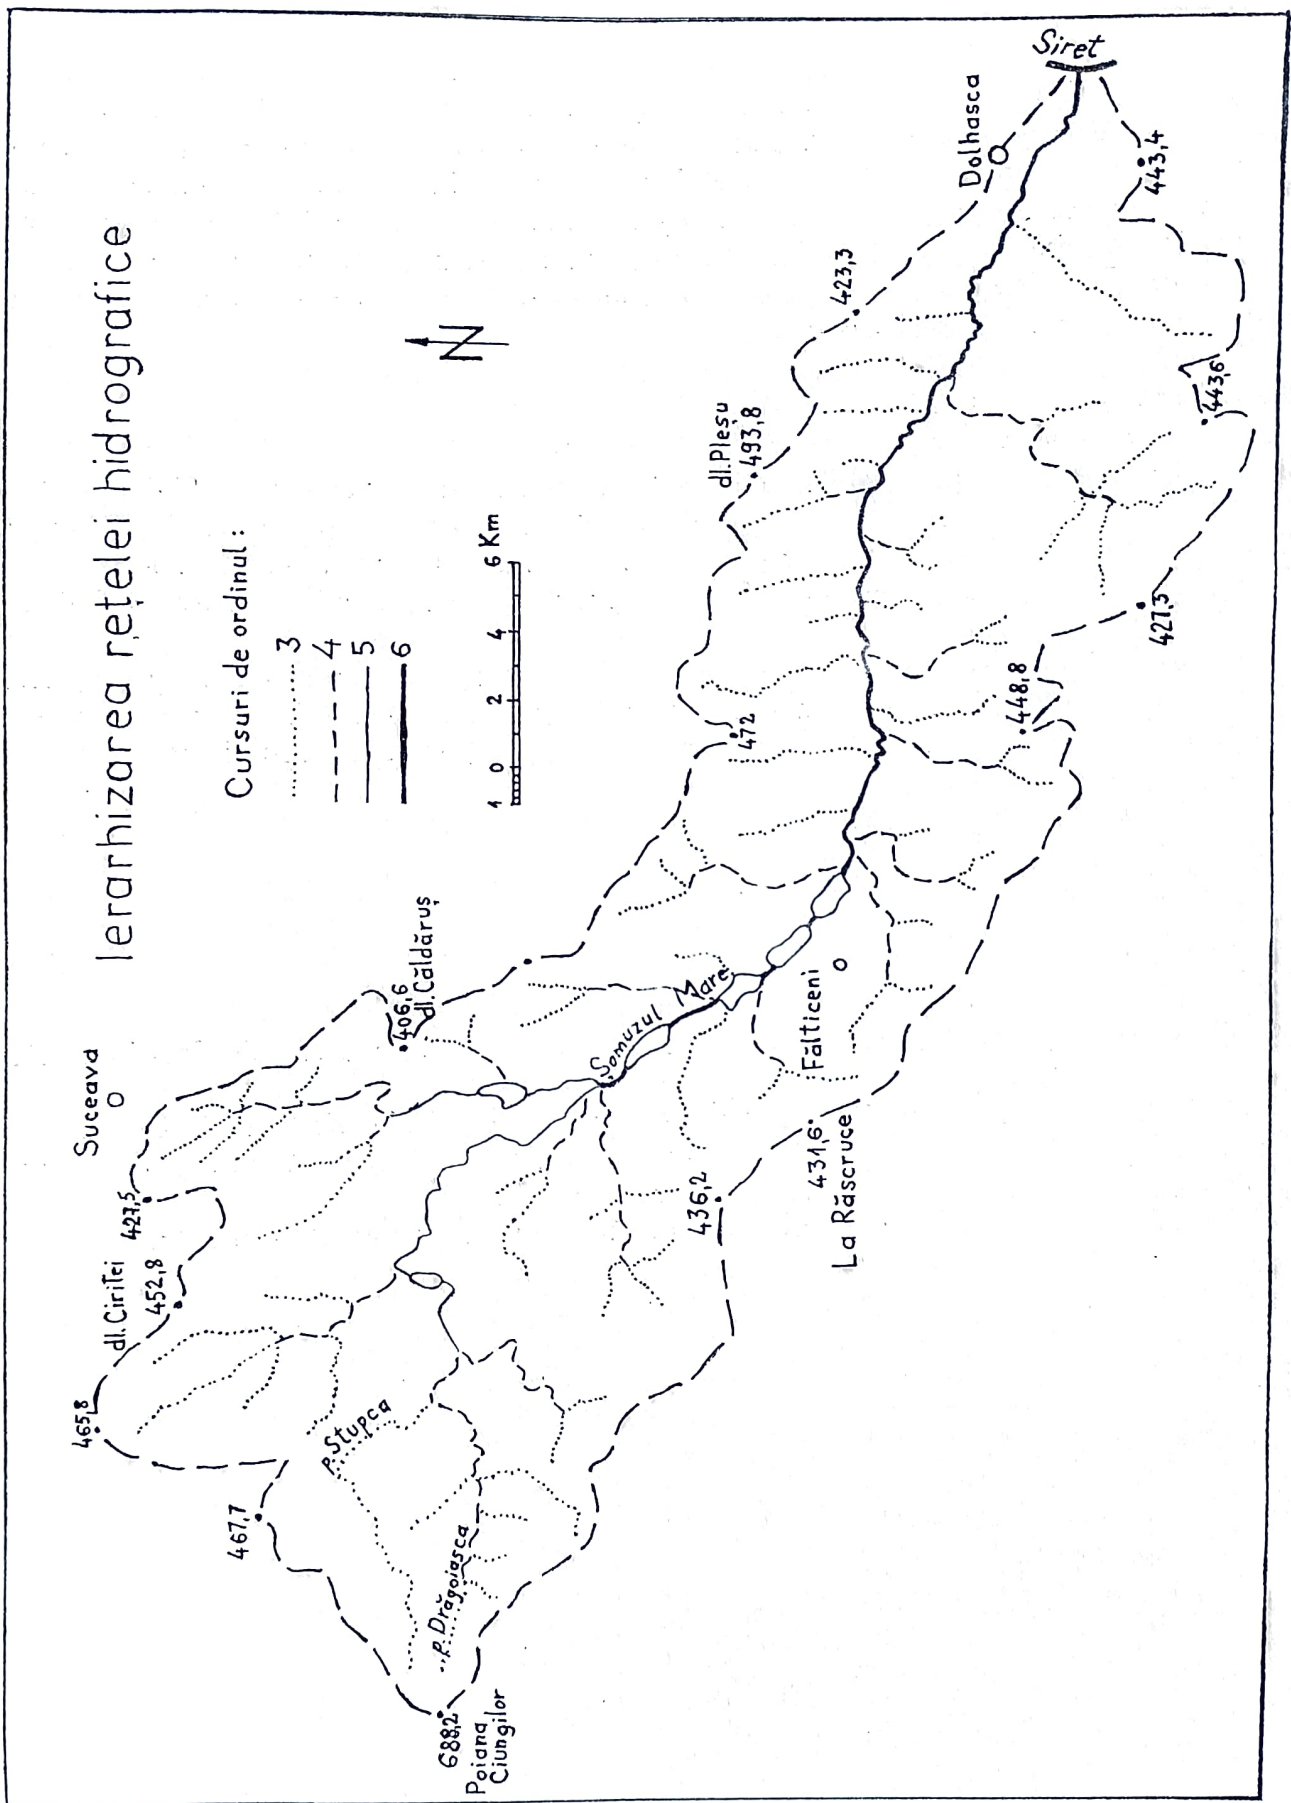 Ierarhizarea rețelei hidrografice
Cursuri de ordinul:
3
4
5
6
1 0 2 4 6 Km
N
Suceava
dl. Ciritei
465,8
452,8
427,5
467,7
406,6
dl. Căldăruș
p. Stupca
p. Drăgoiasca
688,2
Poiana
Ciungilor
Șomuzul Mare
436,2
431,6
La Răscruce
Fălticeni
472
dl. Pleșu
493,8
423,3
448,8
427,3
443,6
443,4
Dolhasca
Siret